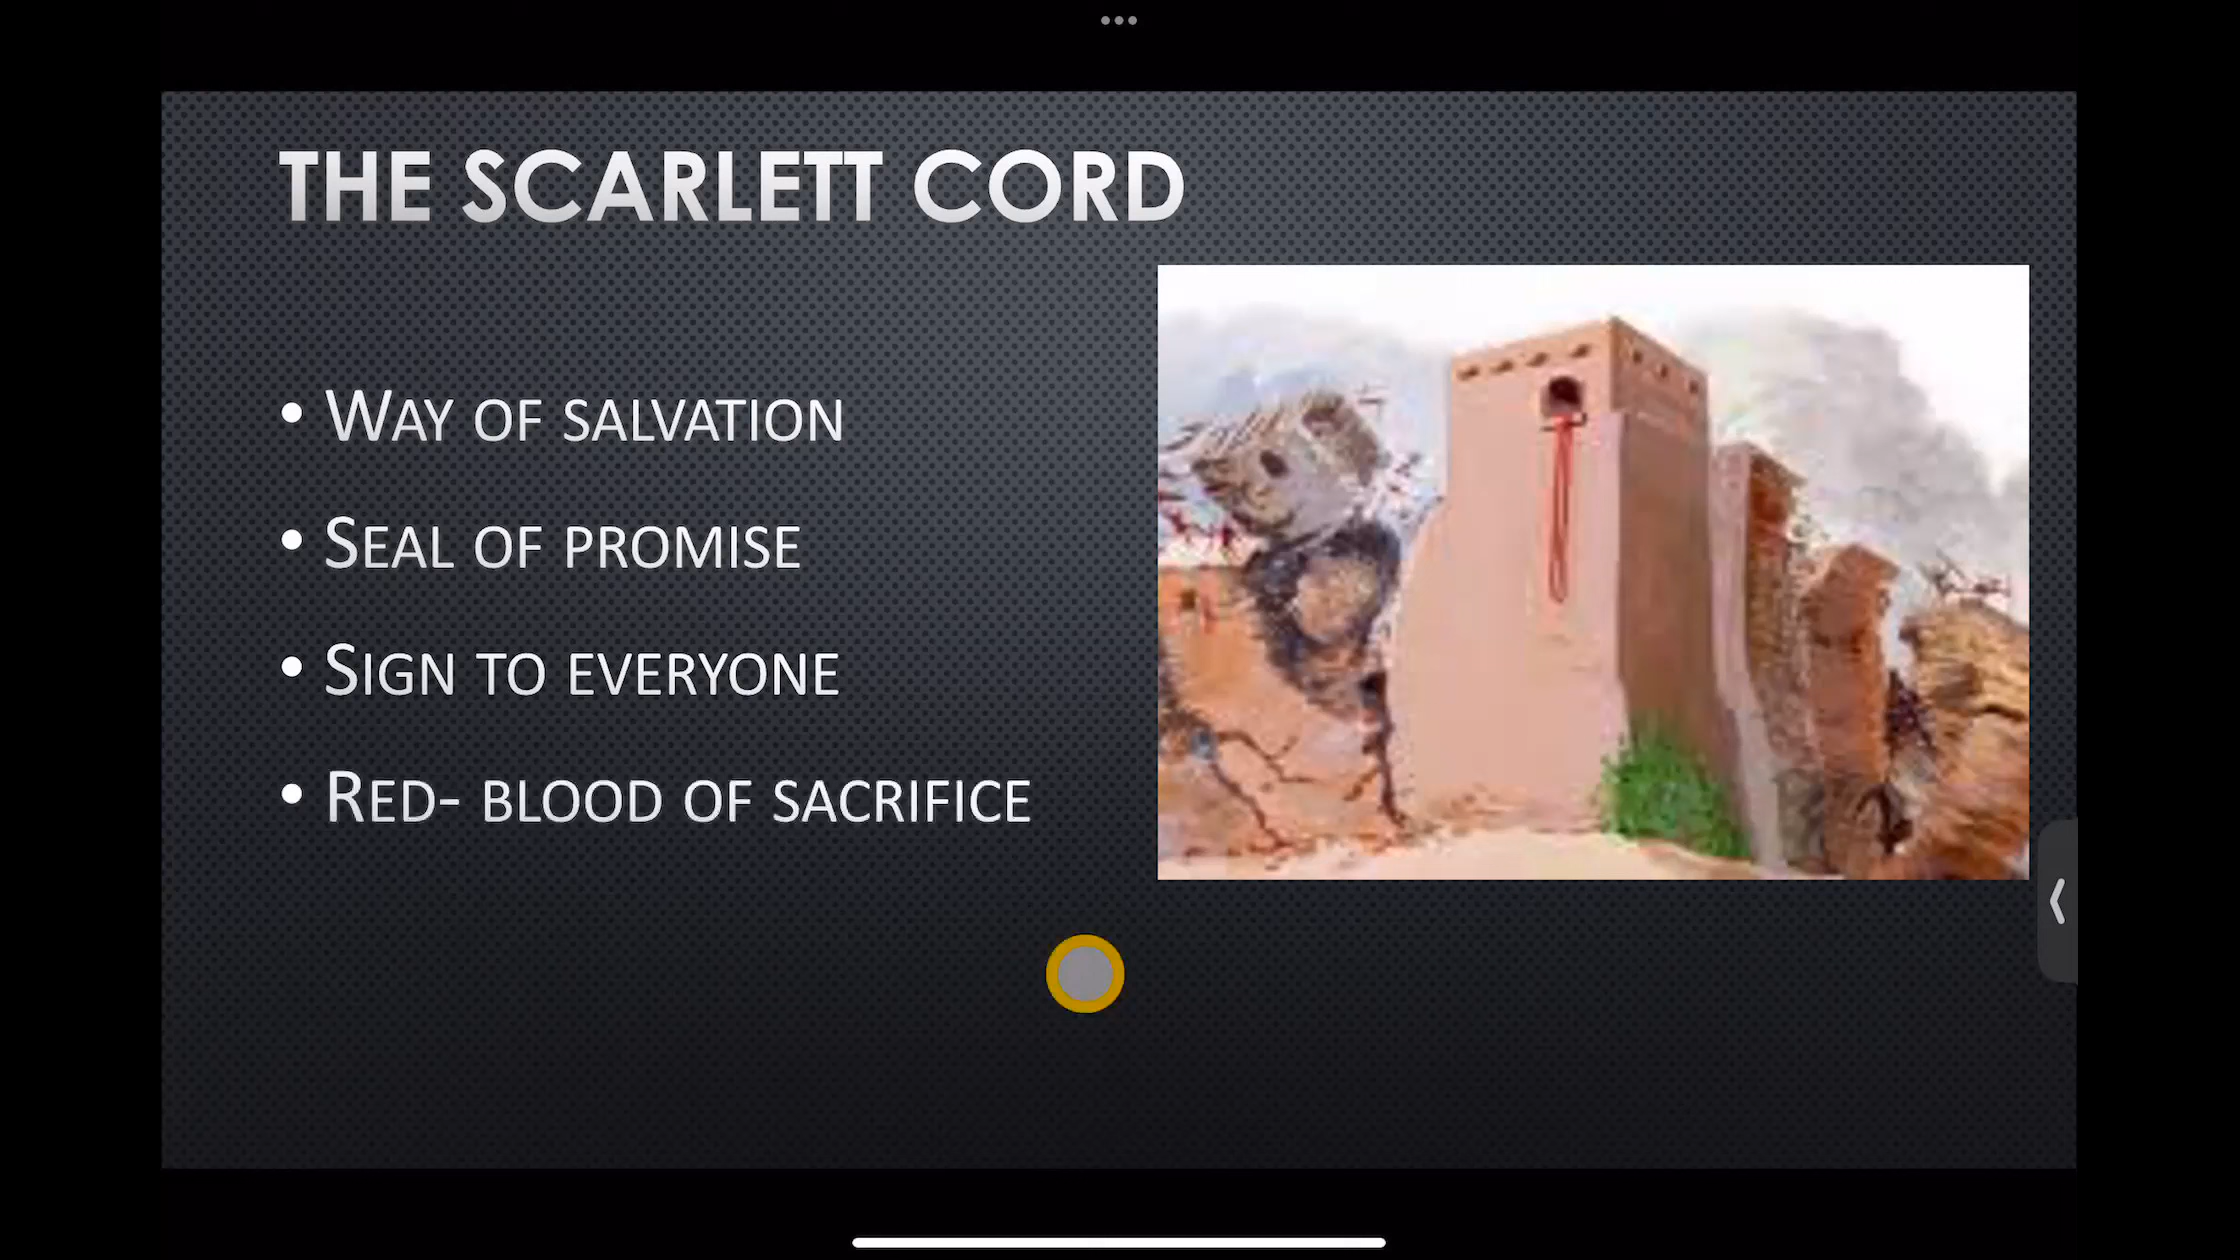 THE SCARLETT CORD
• WAY OF SALVATION
• SEAL OF PROMISE
• SIGN TO EVERYONE
• RED- BLOOD OF SACRIFICE